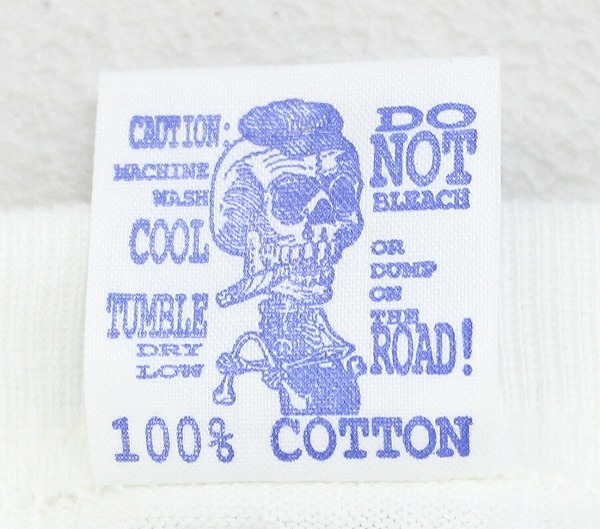 CAUTION:
MACHINE
WASH
COOL
TUMBLE
DRY
LOW
DO
NOT
BLEACH
OR
DUMP
ON
THE
ROAD!
100% COTTON